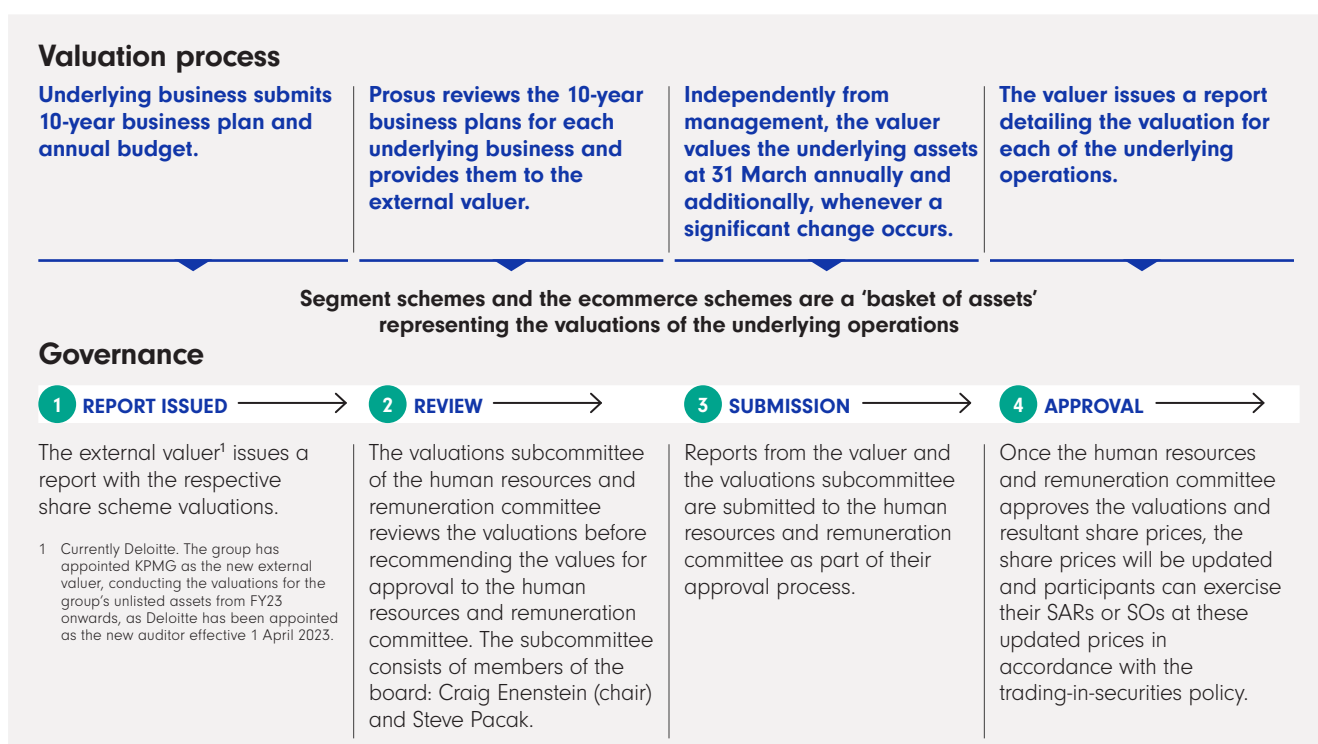 Valuation process
Underlying business submits
10-year business plan and
annual budget.
Prosus reviews the 10-year
business plans for each
underlying business and
provides them to the
external valuer.
Independently from
management, the valuer
values the underlying assets
at 31 March annually and
additionally, whenever a
significant change occurs.
The valuer issues a report
detailing the valuation for
each of the underlying
operations.
Segment schemes and the ecommerce schemes are a ‘basket of assets’
representing the valuations of the underlying operations
Governance
1 REPORT ISSUED
The external valuer¹ issues a
report with the respective
share scheme valuations.
1 Currently Deloitte. The group has
appointed KPMG as the new external
valuer, conducting the valuations for the
group’s unlisted assets from FY23
onwards, as Deloitte has been appointed
as the new auditor effective 1 April 2023.
2 REVIEW
The valuations subcommittee
of the human resources and
remuneration committee
reviews the valuations before
recommending the values for
approval to the human
resources and remuneration
committee. The subcommittee
consists of members of the
board: Craig Enenstein (chair)
and Steve Pacak.
3 SUBMISSION
Reports from the valuer and
the valuations subcommittee
are submitted to the human
resources and remuneration
committee as part of their
approval process.
4 APPROVAL
Once the human resources
and remuneration committee
approves the valuations and
resultant share prices, the
share prices will be updated
and participants can exercise
their SARs or SOs at these
updated prices in
accordance with the
trading-in-securities policy.